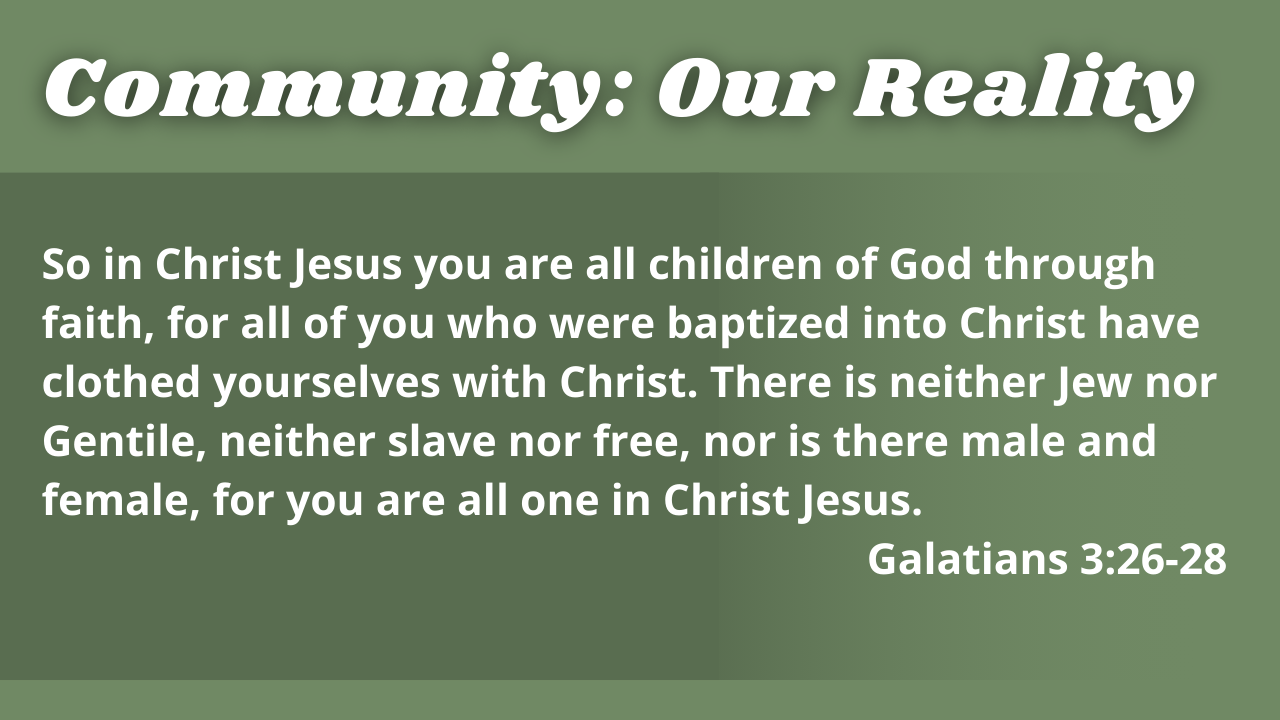 Community: Our Reality
So in Christ Jesus you are all children of God through
faith, for all of you who were baptized into Christ have
clothed yourselves with Christ. There is neither Jew nor
Gentile, neither slave nor free, nor is there male and
female, for you are all one in Christ Jesus.
Galatians 3:26-28